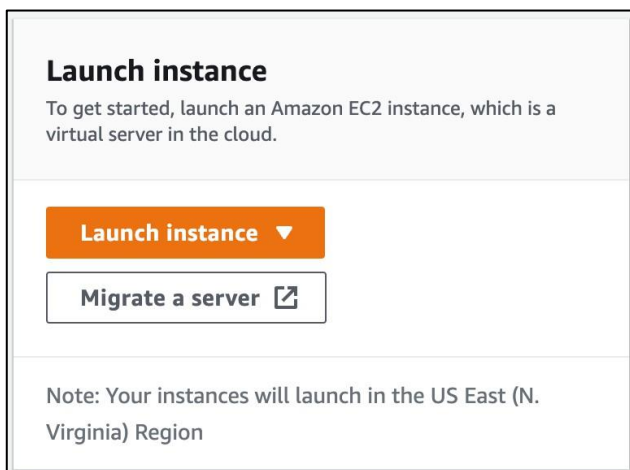 Launch instance
To get started, launch an Amazon EC2 instance, which is a
virtual server in the cloud.
Launch instance
Migrate a server
Note: Your instances will launch in the US East (N.
Virginia) Region